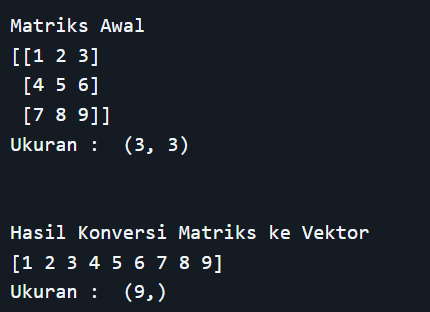 Matriks Awal
[[1 2 3]
 [4 5 6]
 [7 8 9]]
Ukuran :  (3, 3)
Hasil Konversi Matriks ke Vektor
[1 2 3 4 5 6 7 8 9]
Ukuran :  (9,)